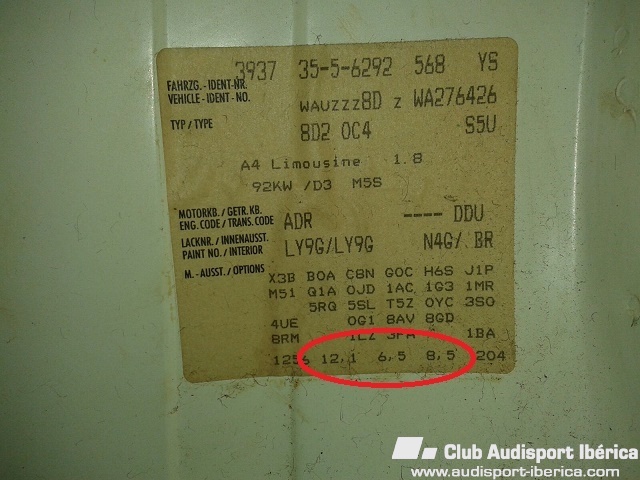 3937 35-5-6292 568 YS
FAHRZG.-IDENT-NR.
VEHICLE-IDENT-NO. WAUZZZ8D Z WA276426
TYP/TYPE 8D2 0C4 S5U
A4 Limousine 1.8
92KW /D3 M5S
MOTORKB./GETR.KB.
ENG.CODE/TRANS.CODE ADR ---- DDU
LACKNR./INNENAUSST.
PAINT NO./INTERIOR LY9G/LY9G N4G/ BR
M.-AUSST./OPTIONS X3B B0A C8N G0C H6S J1P
M51 Q1A 0JD 1AC 1G3 1MR
5RQ 5SL T5Z 0YC 3S0
4UE 0G1 8AV 8GD
8RM 1LZ 3FA 1BA
1256 12,1 6,5 8,5 204
Club Audisport Ibérica
www.audisport-iberica.com